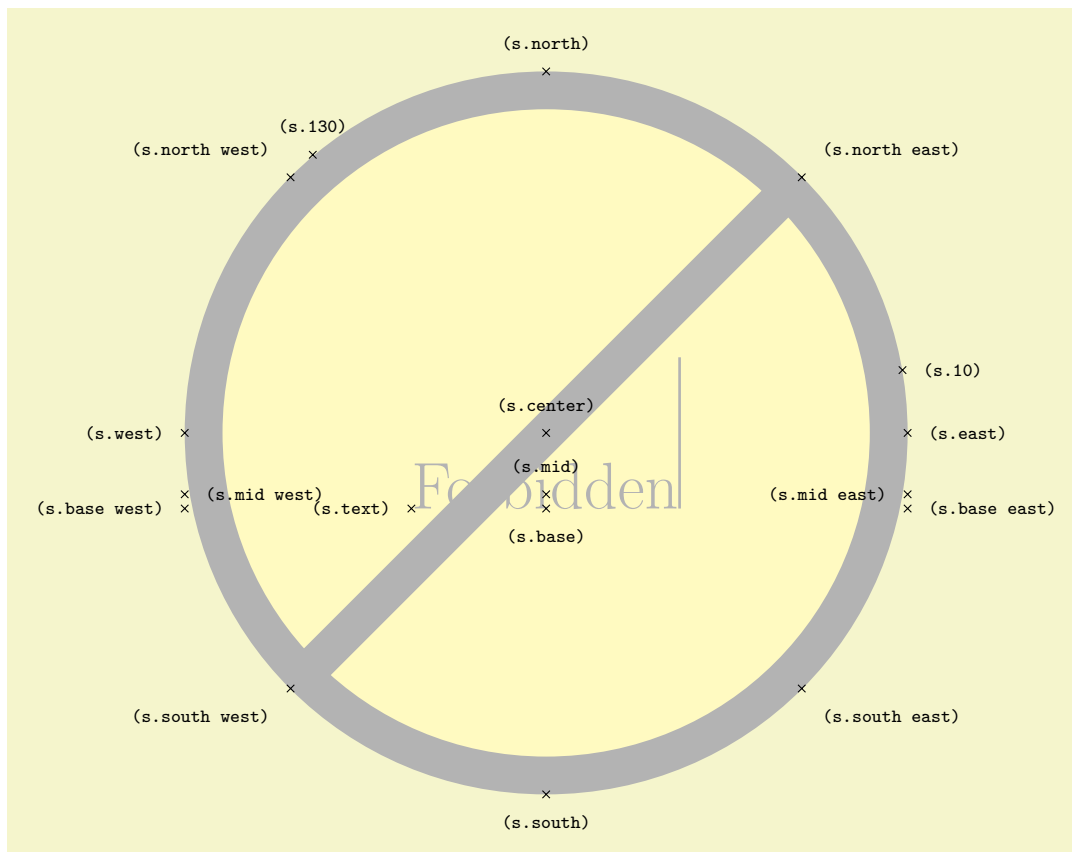 (s.north)
(s.130)
(s.north west)
(s.north east)
(s.10)
(s.center)
(s.west)
(s.east)
(s.mid)
Forbidden
(s.mid west)
(s.mid east)
(s.base west)
(s.text)
(s.base east)
(s.base)
(s.south west)
(s.south east)
(s.south)